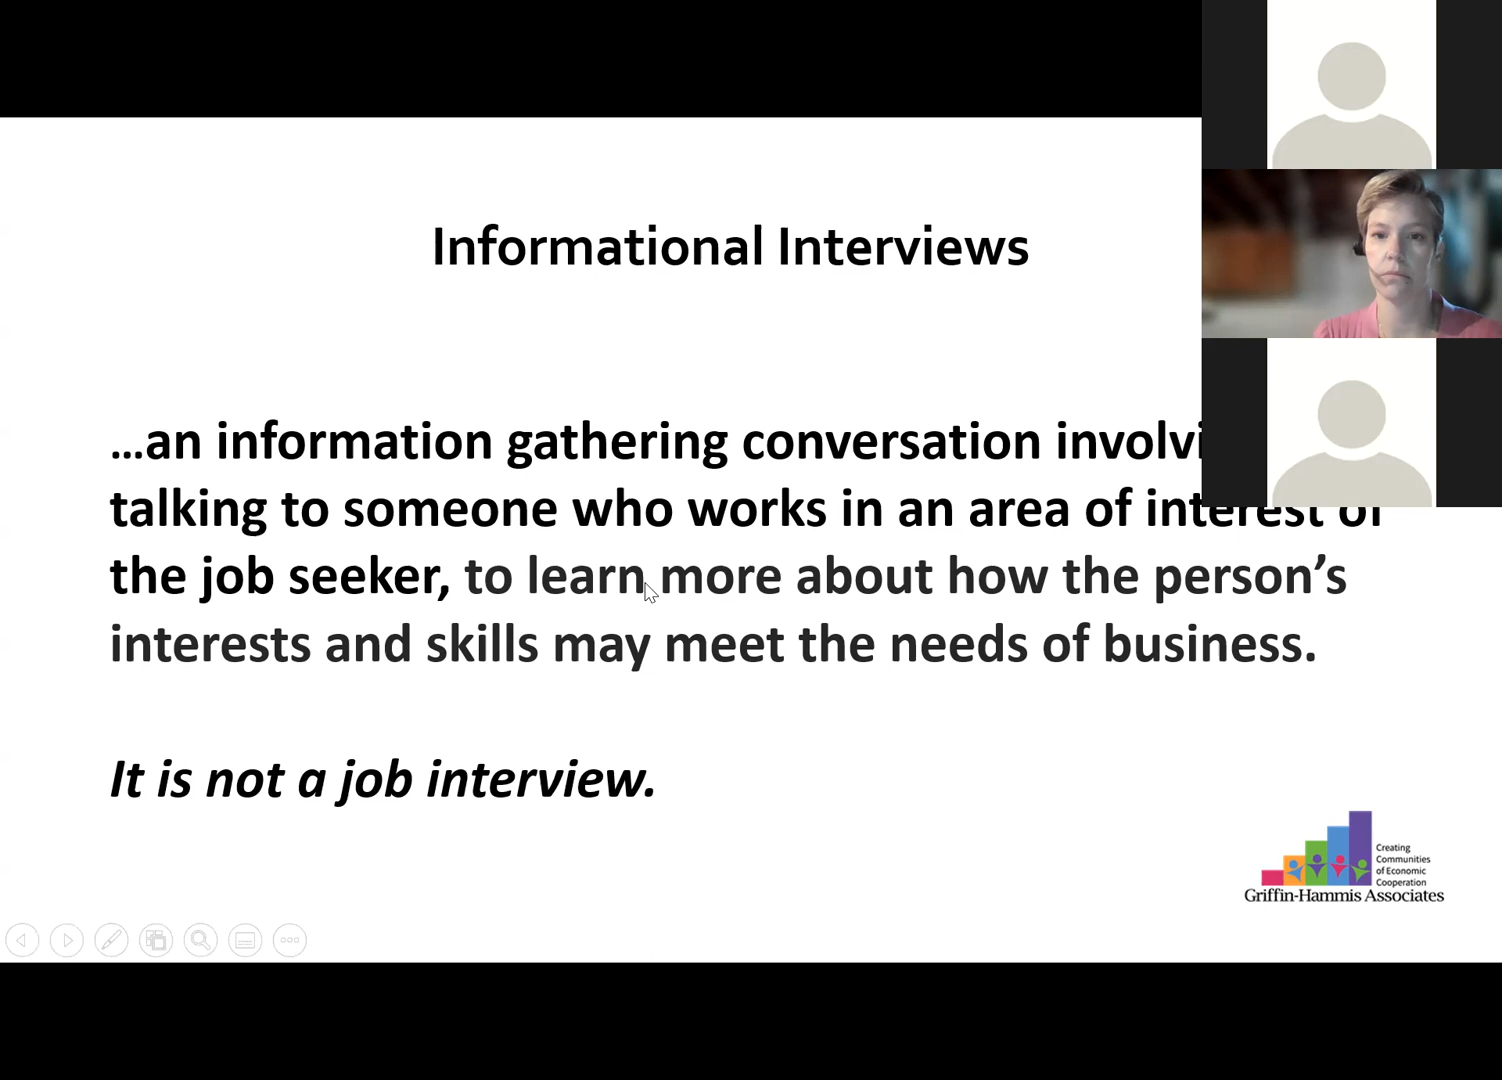 Informational Interviews
...an information gathering conversation
talking to someone who works in an area of interest of
the job seeker, to learn more about how the person’s
interests and skills may meet the needs of business.
It is not a job interview.
Creating
Communities
of Economic
Cooperation
Griffin-Hammis Associates